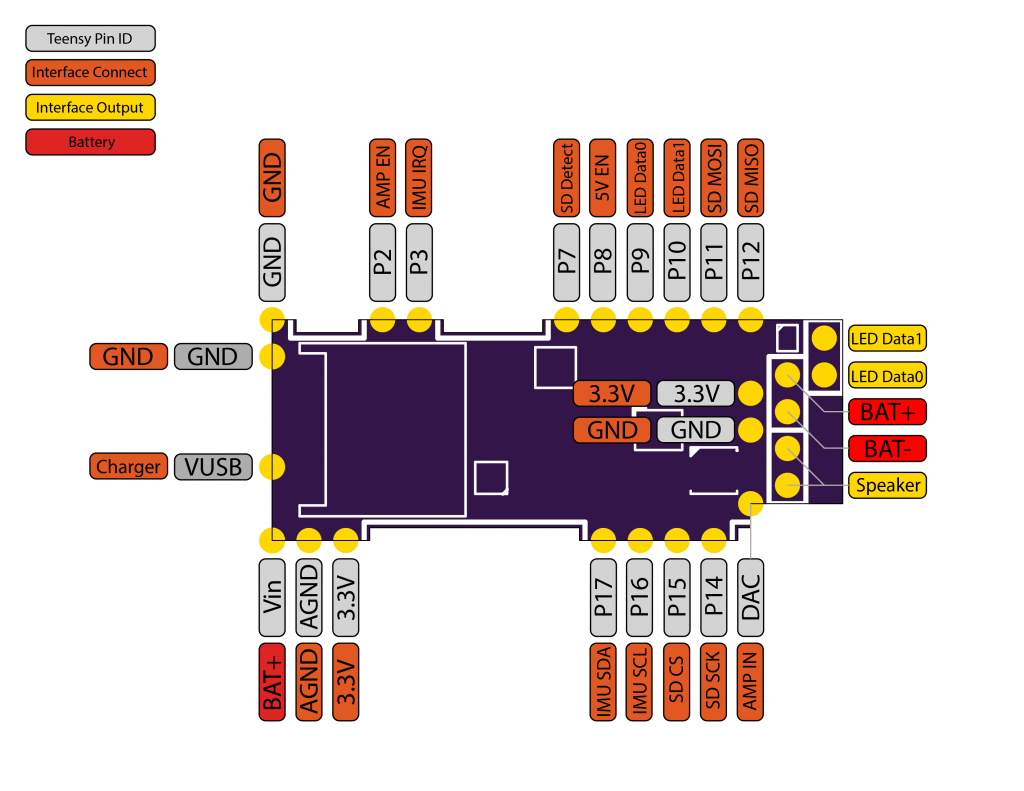 Teensy Pin ID
Interface Connect
Interface Output
Battery
GND
AMP EN
IMU IRQ
SD Detect
5V EN
LED Data0
LED Data1
SD MOSI
SD MISO
GND
P2
P3
P7
P8
P9
P10
P11
P12
GND GND
LED Data1
LED Data0
3.3V 3.3V
BAT+
GND GND
BAT-
Charger VUSB
Speaker
Vin
AGND
3.3V
P17
P16
P15
P14
DAC
BAT+
AGND
3.3V
IMU SDA
IMU SCL
SD CS
SD SCK
AMP IN